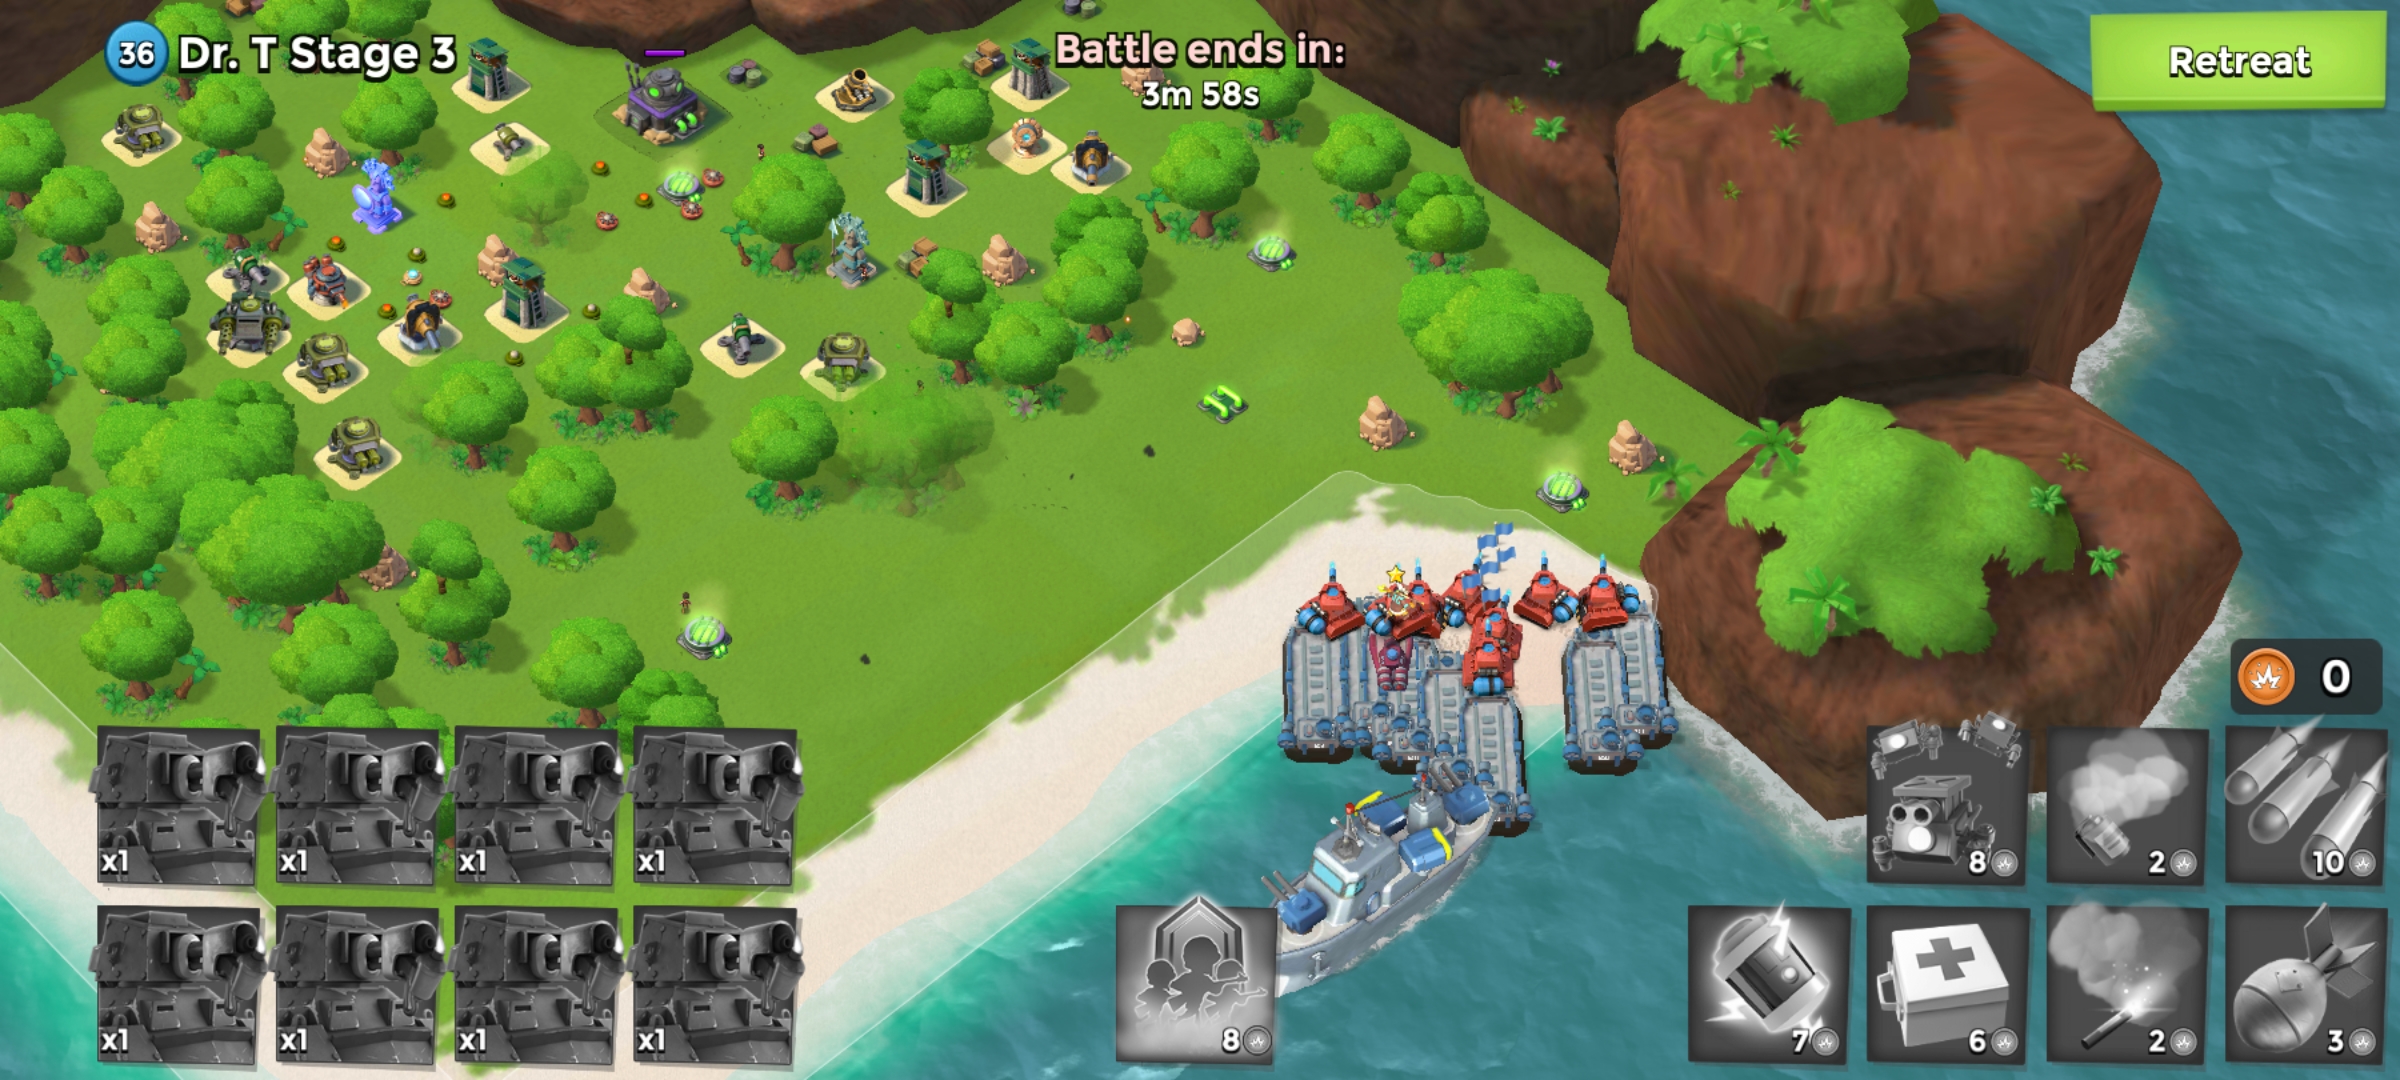 36 Dr. T Stage 3
Battle ends in:
3m 58s
Retreat
0
x1 x1 x1 x1
8 2 10
x1 x1 x1 x1
8 7 6 2 3